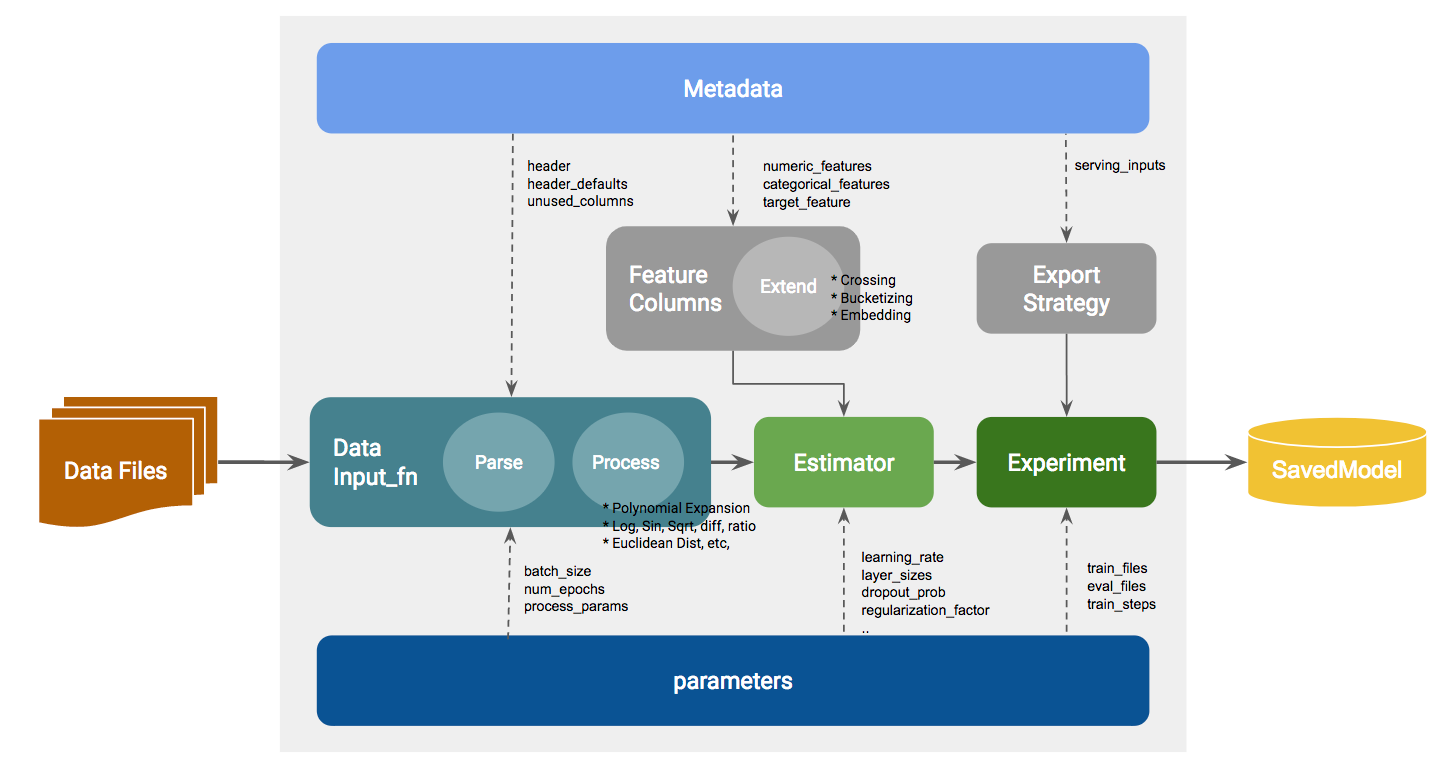 Metadata
header
header_defaults
unused_columns
numeric_features
categorical_features
target_feature
serving_inputs
Feature
Columns
Extend
* Crossing
* Bucketizing
* Embedding
Export
Strategy
Data Files
Data
Input_fn
Parse
Process
* Polynomial Expansion
* Log, Sin, Sqrt, diff, ratio
* Euclidean Dist, etc,
Estimator
Experiment
SavedModel
batch_size
num_epochs
process_params
learning_rate
layer_sizes
dropout_prob
regularization_factor
..
train_files
eval_files
train_steps
parameters